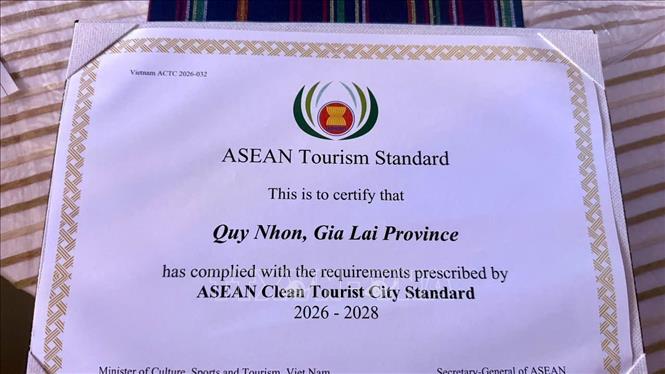 Vietnam ACTC 2026-032
ASEAN Tourism Standard
This is to certify that
Quy Nhon, Gia Lai Province
has complied with the requirements prescribed by
ASEAN Clean Tourist City Standard
2026 - 2028
Minister of Culture, Sports and Tourism, Viet Nam
Secretary-General of ASEAN